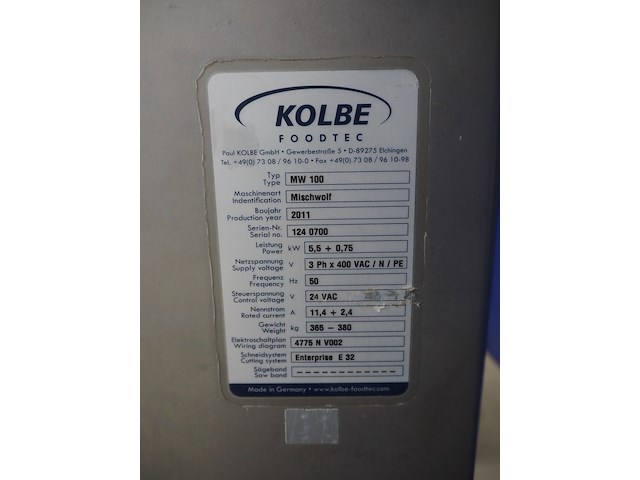 KOLBE
FOODTEC
Paul KOLBE GmbH • Gewerbestraße 5 • D-89275 Elchingen
Tel. +49(0) 73 08 / 96 10-0 • Fax +49(0) 73 08 / 96 10-98
Typ
Type MW 100
Maschinenart
Indentification Mischwolf
Baujahr
Production year 2011
Serien-Nr.
Serial no. 124 0700
Leistung
Power kW 5,5 + 0,75
Netzspannung
Supply voltage V 3 Ph x 400 VAC / N / PE
Frequenz
Frequency Hz 50
Steuerspannung
Control voltage V 24 VAC
Nennstrom
Rated current A 11,4 + 2,4
Gewicht
Weight kg 365 – 380
Elektroschaltplan
Wiring diagram 4775 N V002
Schneidsystem
Cutting system Enterprise E 32
Sägeband
Saw band – – – – – – – – – – – –
Made in Germany • www.kolbe-foodtec.com